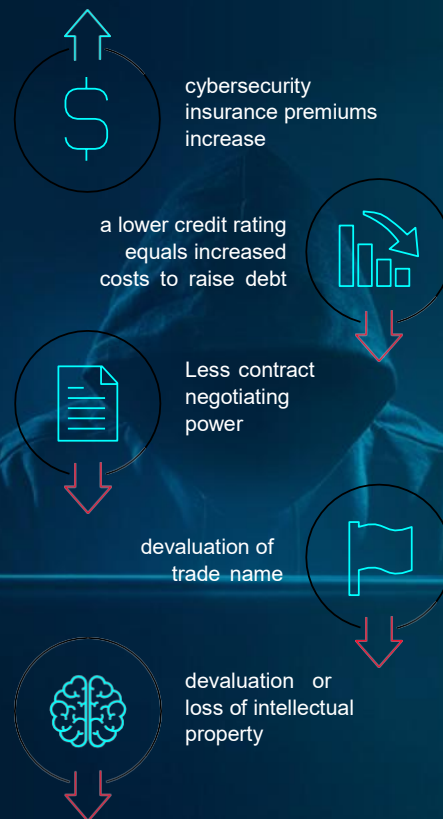 cybersecurity
insurance premiums
increase
a lower credit rating
equals increased
costs to raise debt
Less contract
negotiating
power
devaluation of
trade name
devaluation or
loss of intellectual
property